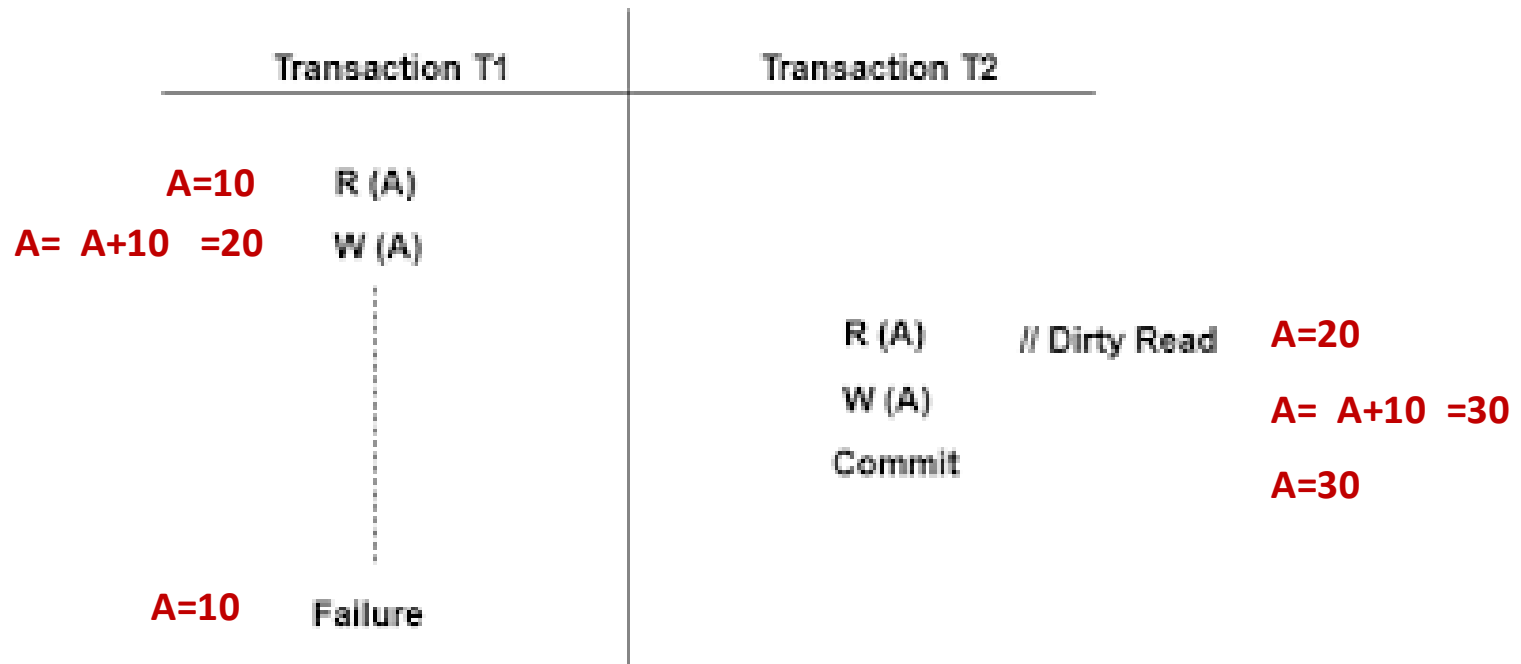 Transaction T1 Transaction T2
A=10 R (A)
A= A+10 =20 W (A)
R (A) // Dirty Read A=20
W (A) A= A+10 =30
Commit
A=30
A=10 Failure